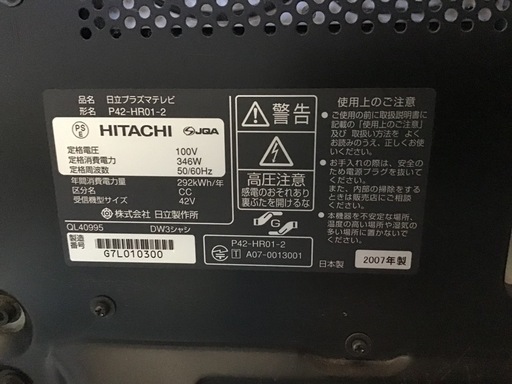 品名 日立プラズマテレビ
形名 P42-HR01-2
PSE HITACHI JQA
定格電圧 100V
定格消費電力 346W
定格周波数 50/60Hz
年間消費電力量 292kWh/年
区分名 CC
受信機型サイズ 42V
株式会社 日立製作所
QL40995 DW3シャシ
製造番号 G7L010300
警告
高圧注意
感電のおそれあり
裏ぶたを開けるな
G
P42-HR01-2
T A07-0013001
使用上のご注意
● ご使用の前に取扱説明書に
記載の「使用上のご注意」
及び 取扱い方法を よく
お読みのうえ、正しくお使
いください。
● お手入れの際は、安全のた
め電源プラグを抜いてくださ
い。
また、内部の掃除をするとき
は販売店にご相談ください。
● 本機器を不安定な場所、
湿度の高い場所や湿気の
多い場所に置かないで
ください。
日本製 2007年製